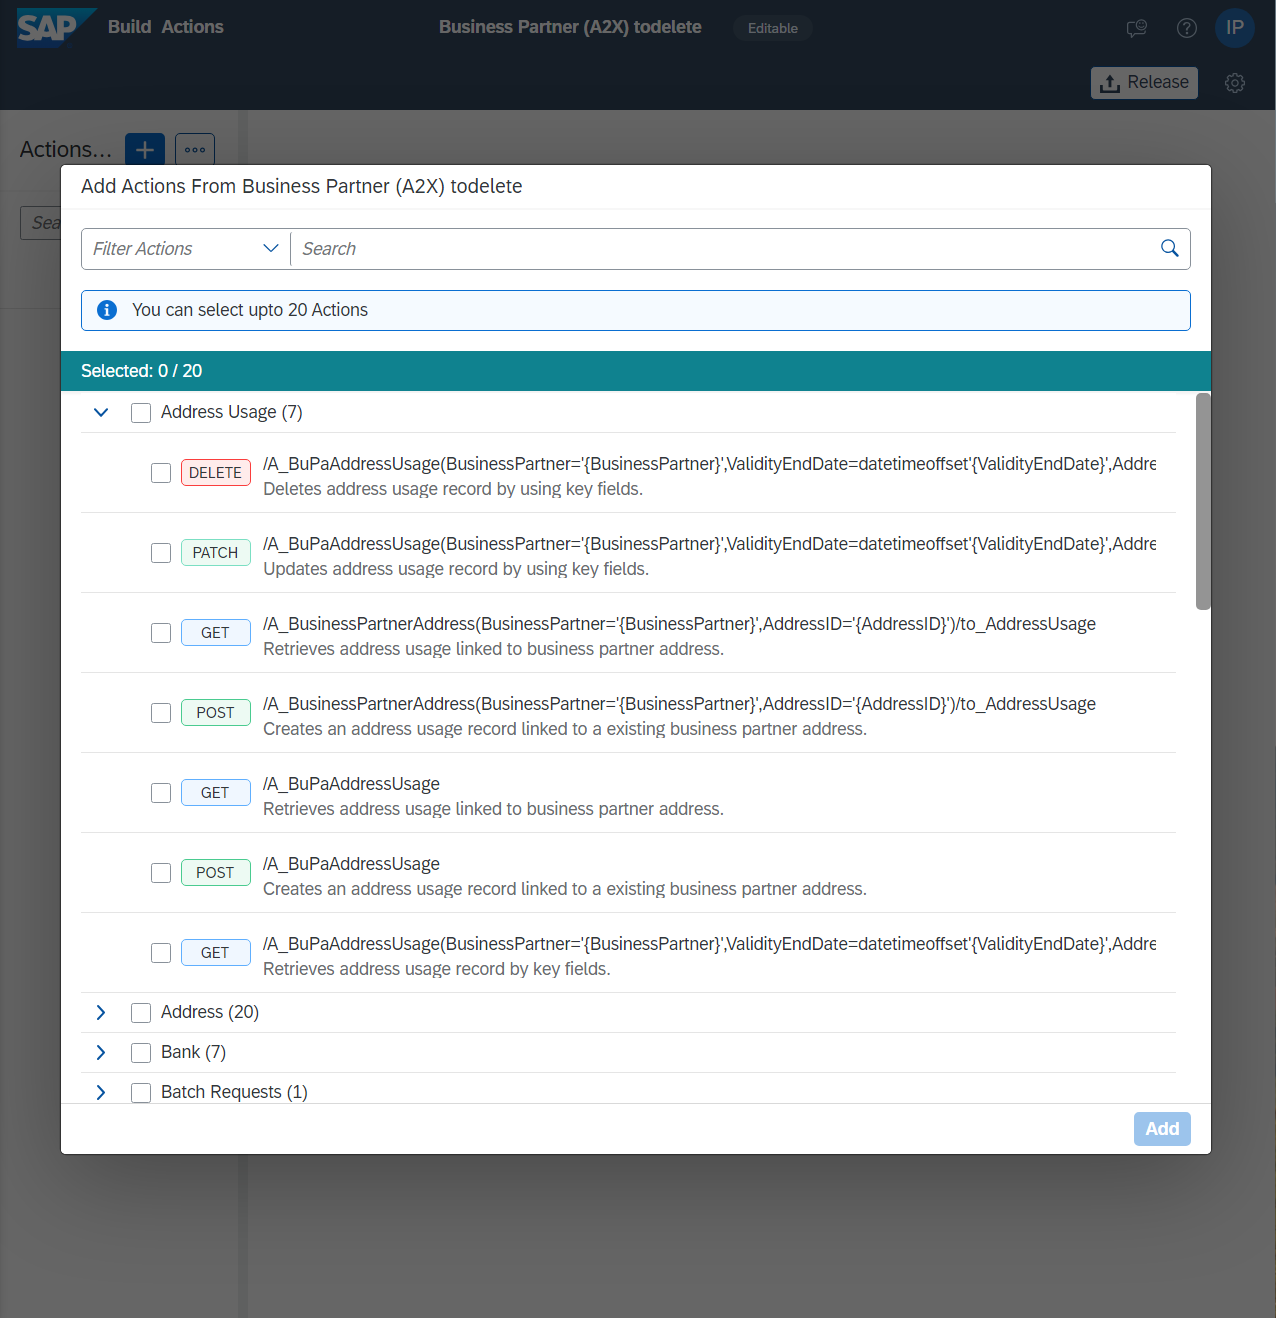 SAP Build Actions
Business Partner (A2X) todelete
Editable
IP
Release
Actions...
Sea
Add Actions From Business Partner (A2X) todelete
Filter Actions
Search
You can select upto 20 Actions
Selected: 0 / 20
Address Usage (7)
DELETE
/A_BuPaAddressUsage(BusinessPartner='{BusinessPartner}',ValidityEndDate=datetimeoffset'{ValidityEndDate}',Addre
Deletes address usage record by using key fields.
PATCH
/A_BuPaAddressUsage(BusinessPartner='{BusinessPartner}',ValidityEndDate=datetimeoffset'{ValidityEndDate}',Addre
Updates address usage record by using key fields.
GET
/A_BusinessPartnerAddress(BusinessPartner='{BusinessPartner}',AddressID='{AddressID}')/to_AddressUsage
Retrieves address usage linked to business partner address.
POST
/A_BusinessPartnerAddress(BusinessPartner='{BusinessPartner}',AddressID='{AddressID}')/to_AddressUsage
Creates an address usage record linked to a existing business partner address.
GET
/A_BuPaAddressUsage
Retrieves address usage linked to business partner address.
POST
/A_BuPaAddressUsage
Creates an address usage record linked to a existing business partner address.
GET
/A_BuPaAddressUsage(BusinessPartner='{BusinessPartner}',ValidityEndDate=datetimeoffset'{ValidityEndDate}',Addre
Retrieves address usage record by key fields.
Address (20)
Bank (7)
Batch Requests (1)
Add